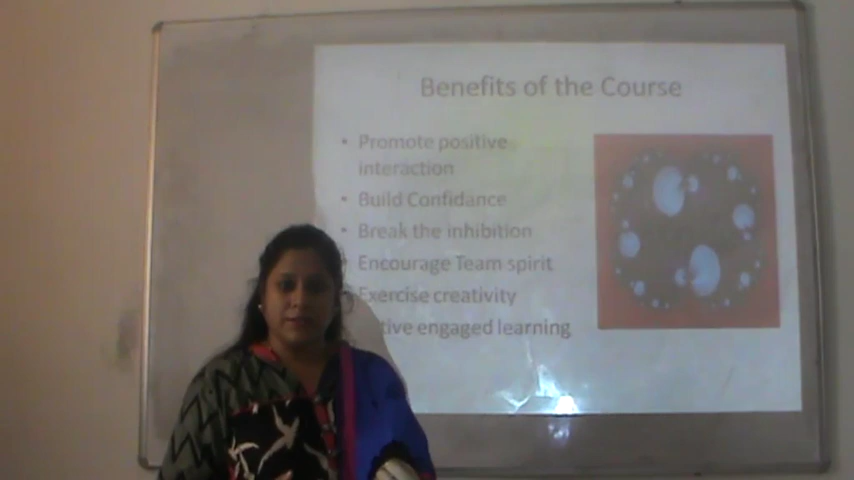 Benefits of the Course
• Promote positive
interaction
• Build Confidance
• Break the inhibition
Encourage Team spirit
Exercise creativity
engaged learning